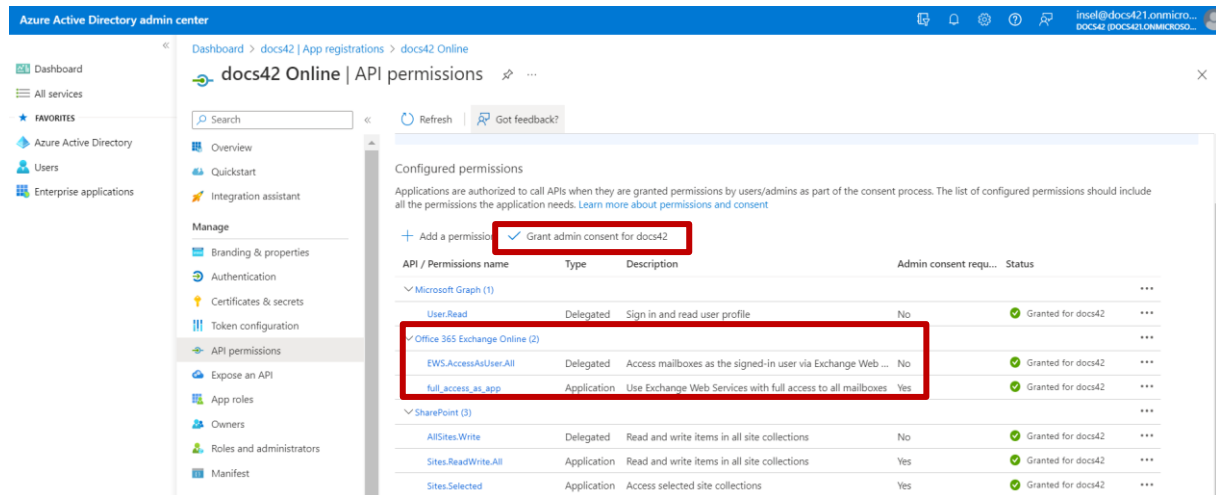 Azure Active Directory admin center
insel@docs421.onmicro...
DOCS42 (DOCS421.ONMICROSO...
Dashboard > docs42 | App registrations > docs42 Online
docs42 Online | API permissions
Dashboard
All services
FAVORITES
Azure Active Directory
Users
Enterprise applications
Search
Overview
Quickstart
Integration assistant
Manage
Branding & properties
Authentication
Certificates & secrets
Token configuration
API permissions
Expose an API
App roles
Owners
Roles and administrators
Manifest
Refresh | Got feedback?
Configured permissions
Applications are authorized to call APIs when they are granted permissions by users/admins as part of the consent process. The list of configured permissions should include
all the permissions the application needs. Learn more about permissions and consent
Add a permission Grant admin consent for docs42
API / Permissions name Type Description Admin consent requ... Status
Microsoft Graph (1)
User.Read Delegated Sign in and read user profile No Granted for docs42
Office 365 Exchange Online (2)
EWS.AccessAsUser.All Delegated Access mailboxes as the signed-in user via Exchange Web ... No Granted for docs42
full_access_as_app Application Use Exchange Web Services with full access to all mailboxes Yes Granted for docs42
SharePoint (3)
AllSites.Write Delegated Read and write items in all site collections No Granted for docs42
Sites.ReadWrite.All Application Read and write items in all site collections Yes Granted for docs42
Sites.Selected Application Access selected site collections Yes Granted for docs42